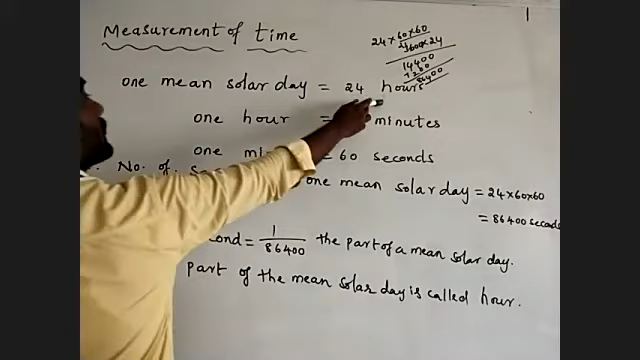 Measurement of time
24 × 60 × 60
3600 × 24
14400
86400
one mean solar day = 24 hours
one hour = minutes
one = 60 seconds
No. of one mean solar day = 24×60×60
= 86400 seconds
= 1/86400 the part of a mean solar day.
part of the mean solar day is called hour.